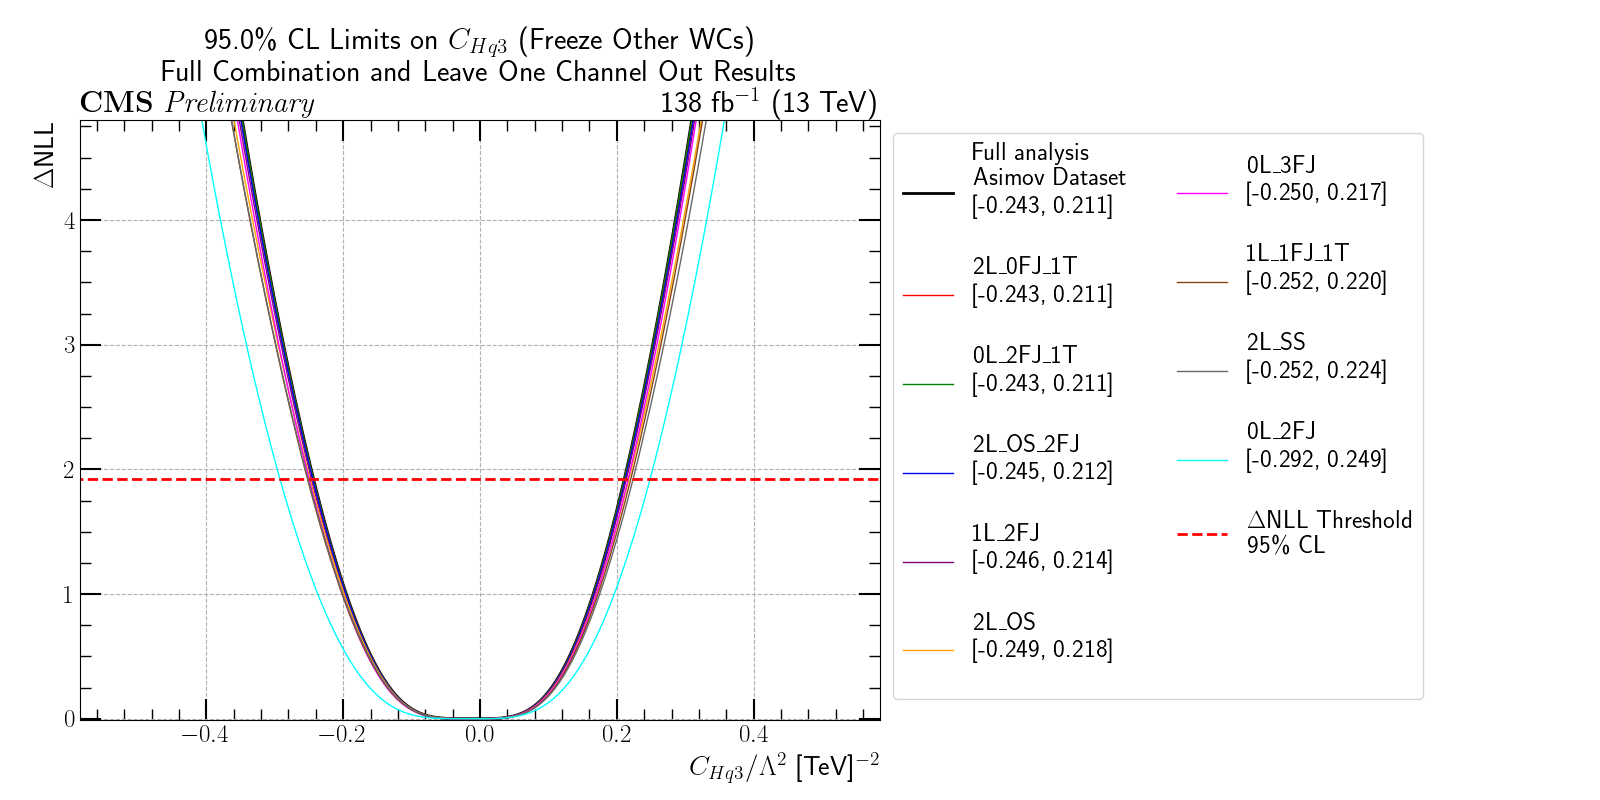 95.0% CL Limits on C_{Hq3} (Freeze Other WCs)
Full Combination and Leave One Channel Out Results
CMS Preliminary
138 fb^{-1} (13 TeV)
ΔNLL
4
3
2
1
0
−0.4
−0.2
0.0
0.2
0.4
C_{Hq3}/Λ^2 [TeV]^{-2}
Full analysis
Asimov Dataset
[-0.243, 0.211]
2L_0FJ_1T
[-0.243, 0.211]
0L_2FJ_1T
[-0.243, 0.211]
2L_OS_2FJ
[-0.245, 0.212]
1L_2FJ
[-0.246, 0.214]
2L_OS
[-0.249, 0.218]
0L_3FJ
[-0.250, 0.217]
1L_1FJ_1T
[-0.252, 0.220]
2L_SS
[-0.252, 0.224]
0L_2FJ
[-0.292, 0.249]
ΔNLL Threshold
95% CL